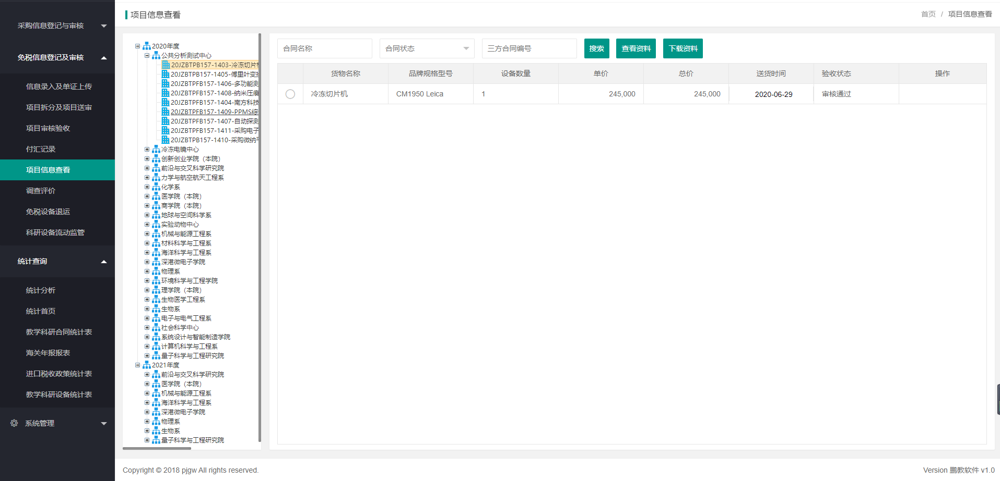 采购信息登记与审核
免税信息登记及审核
信息录入及单证上传
项目拆分及项目送审
项目审核验收
付汇记录
项目信息查看
调查评价
免税设备退运
科研设备流动监管
统计查询
统计分析
统计首页
教学科研合同统计表
海关年报报表
进口税收政策统计表
教学科研设备统计表
系统管理
项目信息查看
首页 / 项目信息查看
2020年度
公共分析测试中心
20JZBTPB157-1403-冷冻切片机
20JZBTPFB157-1405-傅里叶变换
20JZBTPFB157-1406-多功能测
20JZBTPFB157-1408-纳米压痕
20JZBTPB157-1404-南方科技
20JZBTPFB157-1409-PPMS综
20JZBTPFB157-1407-自动探测
20JZBTPFB157-1411-采购电子
20JZBTPB157-1410-采购微纳平
冷冻电镜中心
创新创业学院（本院）
前沿与交叉科学研究院
力学与航空航天工程系
化学系
医学院（本院）
商学院（本院）
地球与空间科学系
实验动物中心
机械与能源工程系
材料科学与工程系
海洋科学与工程系
深港微电子学院
物理系
环境科学与工程学院
理学院（本院）
生物医学工程系
生物系
电子与电气工程系
社会科学中心
系统设计与智能制造学院
计算机科学与工程系
量子科学与工程研究院
2021年度
前沿与交叉科学研究院
医学院（本院）
机械与能源工程系
海洋科学与工程系
深港微电子学院
物理系
生物系
量子科学与工程研究院
合同名称 合同状态 三方合同编号 搜索 查看资料 下载资料
货物名称 品牌规格型号 设备数量 单价 总价 送货时间 验收状态 操作
冷冻切片机 CM1950 Leica 1 245,000 245,000 2020-06-29 审核通过
Copyright © 2018 pjgw All rights reserved.
Version 鹏教软件 v1.0